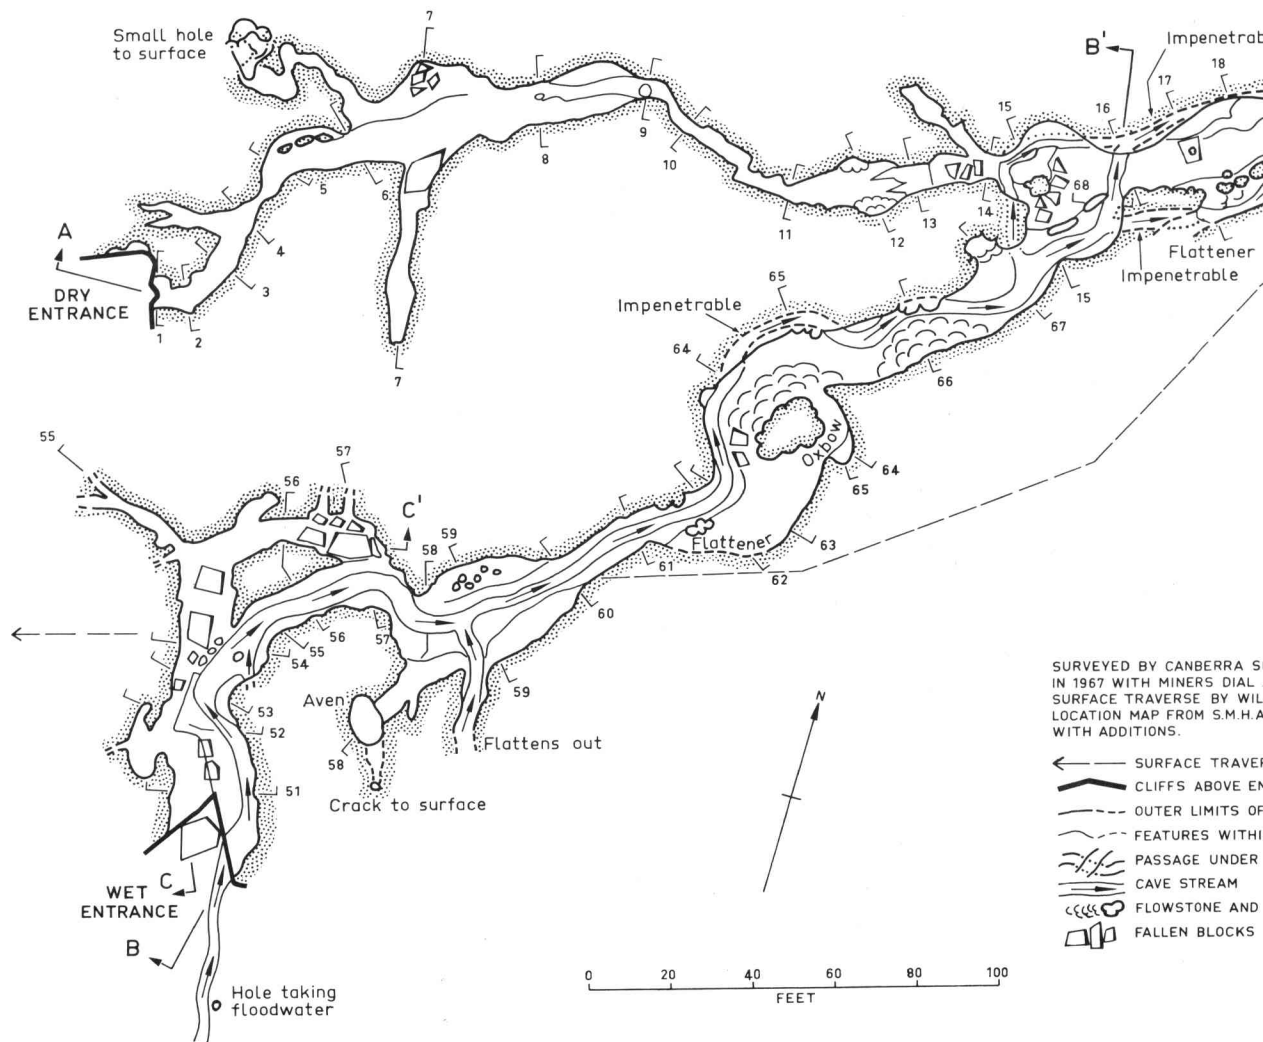 Small hole
to surface
7
8
9
10
11
12
13
14
15
B'
16
Impenetrab
17
18
68
Flattener
Impenetrable
15
67
66
65
Impenetrable
64
A
DRY
ENTRANCE
1
2
3
4
5
6
7
Oxbow
64
65
63
Flattener
62
61
60
59
55
56
57
C'
58
59
57
56
55
54
53
52
51
Aven
58
Crack to surface
Flattens out
WET
ENTRANCE
C
B
Hole taking
floodwater
N
0 20 40 60 80 100
FEET
SURVEYED BY CANBERRA S
IN 1967 WITH MINERS DIAL
SURFACE TRAVERSE BY WIL
LOCATION MAP FROM S.M.H.A
WITH ADDITIONS.
SURFACE TRAVER
CLIFFS ABOVE EN
OUTER LIMITS OF
FEATURES WITHI
PASSAGE UNDER
CAVE STREAM
FLOWSTONE AND
FALLEN BLOCKS